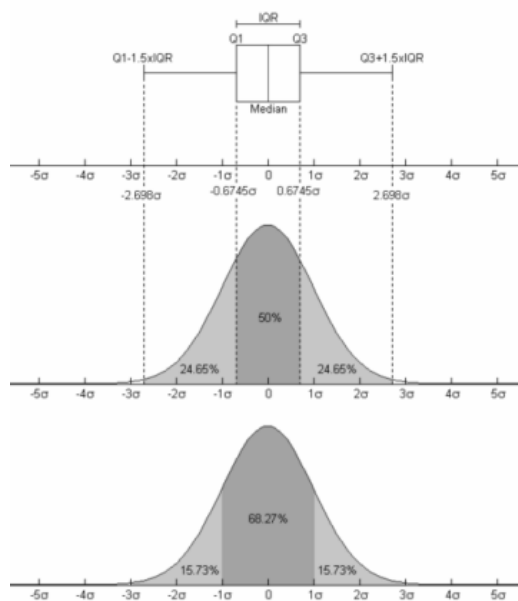 IQR
Q1 Q3
Q1-1.5xIQR Q3+1.5xIQR
Median
-5σ -4σ -3σ -2σ -1σ 0 1σ 2σ 3σ 4σ 5σ
-2.698σ -0.6745σ 0.6745σ 2.698σ
50%
24.65% 24.65%
-5σ -4σ -3σ -2σ -1σ 0 1σ 2σ 3σ 4σ 5σ
68.27%
15.73% 15.73%
-5σ -4σ -3σ -2σ -1σ 0 1σ 2σ 3σ 4σ 5σ